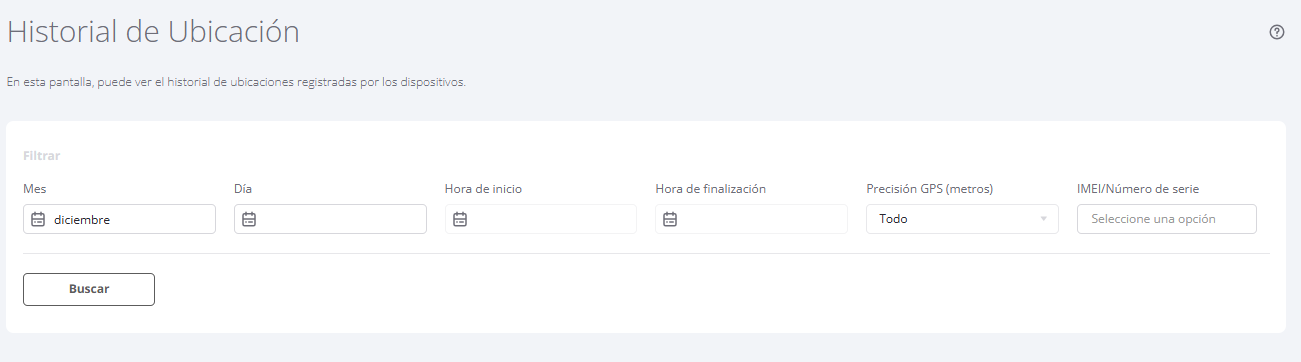 Historial de Ubicación
En esta pantalla, puede ver el historial de ubicaciones registradas por los dispositivos.
Filtrar
Mes Día Hora de inicio Hora de finalización Precisión GPS (metros) IMEI/Número de serie
diciembre Todo Seleccione una opción
Buscar